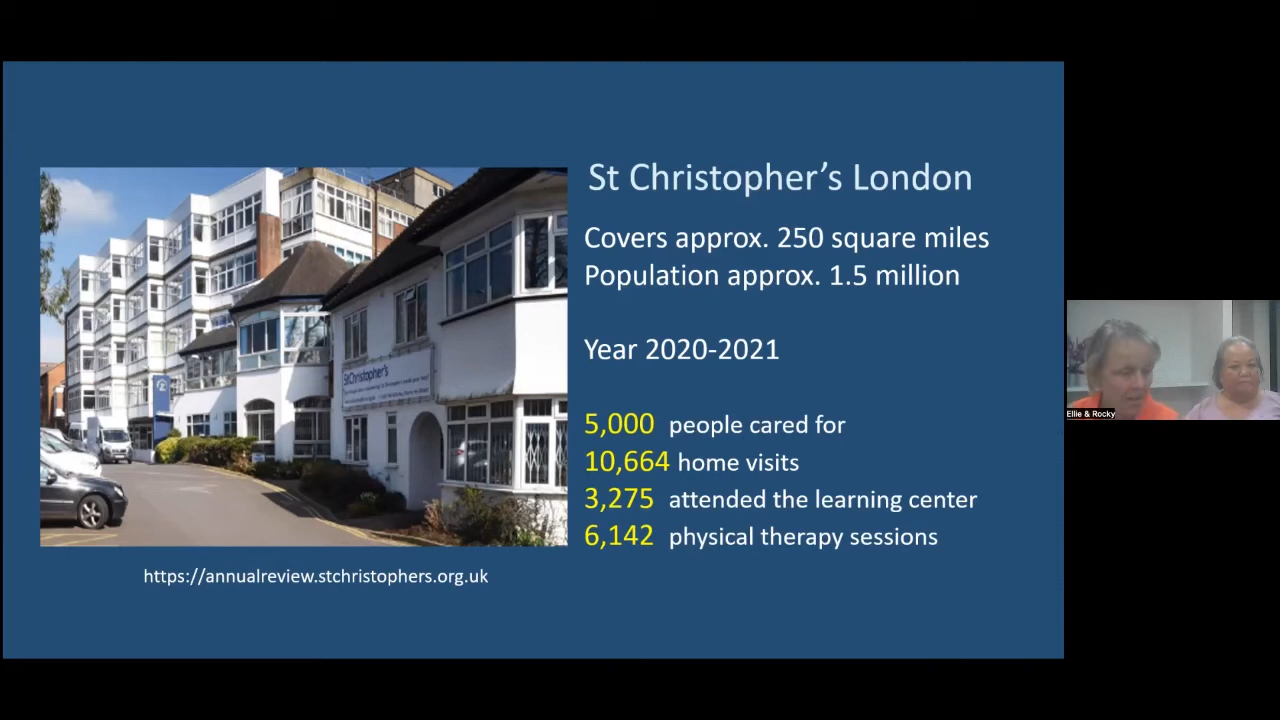 St Christopher's London
Covers approx. 250 square miles
Population approx. 1.5 million
Year 2020-2021
5,000 people cared for
10,664 home visits
3,275 attended the learning center
6,142 physical therapy sessions
StChristopher's
https://annualreview.stchristophers.org.uk
Ellie & Rocky